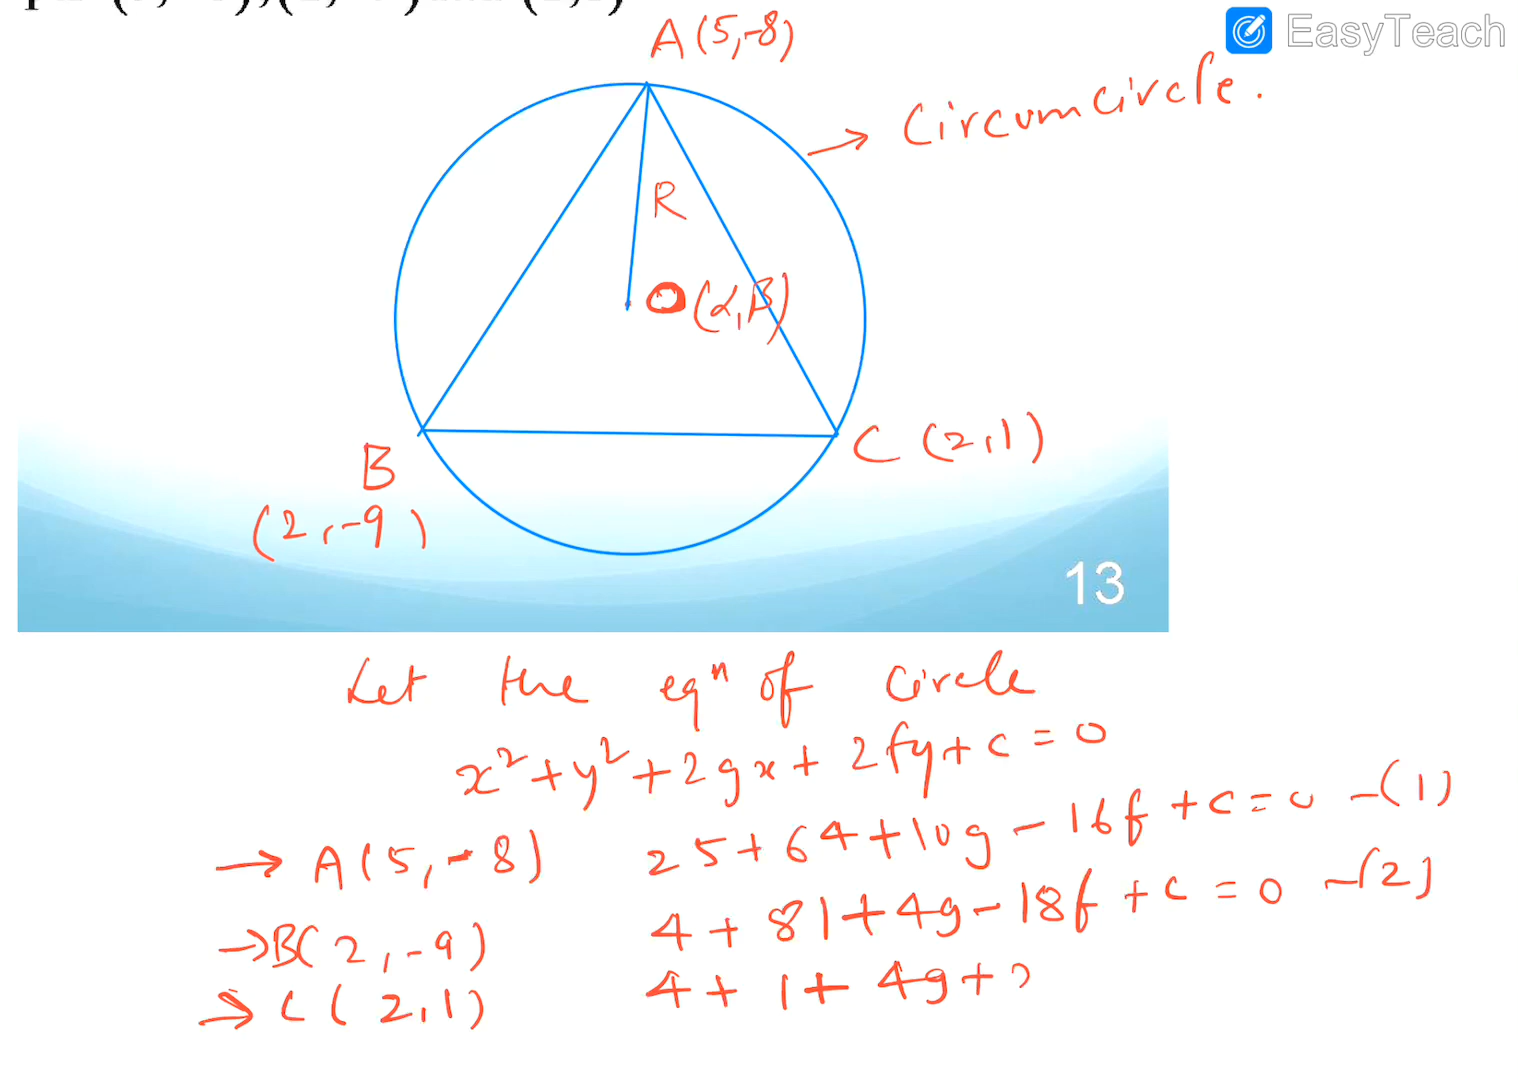 EasyTeach
A (5,-8)
→ Circumcircle.
R
O (α,β)
B
(2,-9)
C (2,1)
13
Let the eqⁿ of circle
x²+y²+2gx+2fy+c=0
→ A(5,-8) 25+64+10g-16f+c=0 -(1)
→ B(2,-9) 4+81+4g-18f+c=0 -(2)
→ C(2,1) 4+1+4g+